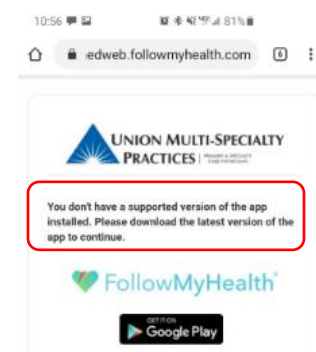 10:56 81%
edweb.followmyhealth.com 6
UNION MULTI-SPECIALTY
PRACTICES
You don't have a supported version of the app
installed. Please download the latest version of the
app to continue.
FollowMyHealth
GET IT ON
Google Play